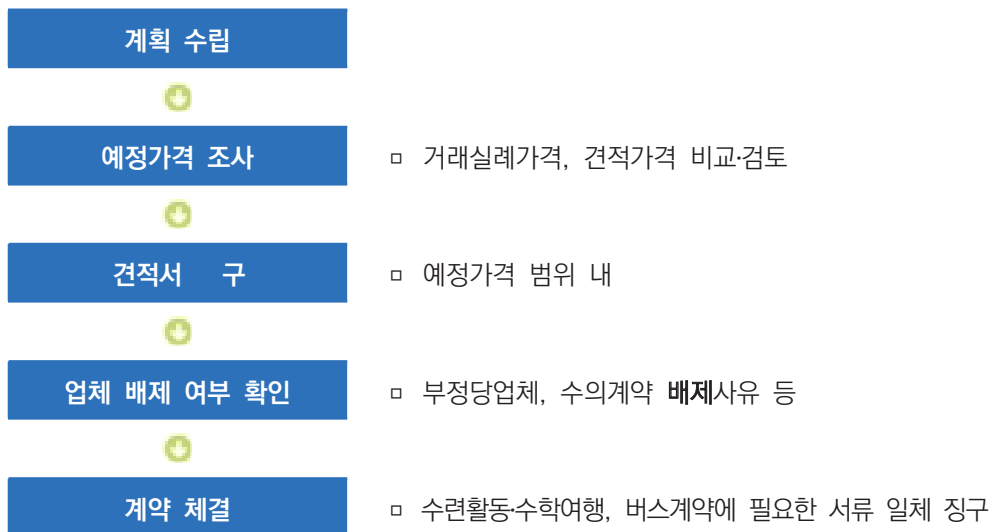 계획 수립
예정가격 조사
▫ 거래실례가격, 견적가격 비교·검토
견적서 구
▫ 예정가격 범위 내
업체 배제 여부 확인
▫ 부정당업체, 수의계약 배제사유 등
계약 체결
▫ 수련활동·수학여행, 버스계약에 필요한 서류 일체 징구